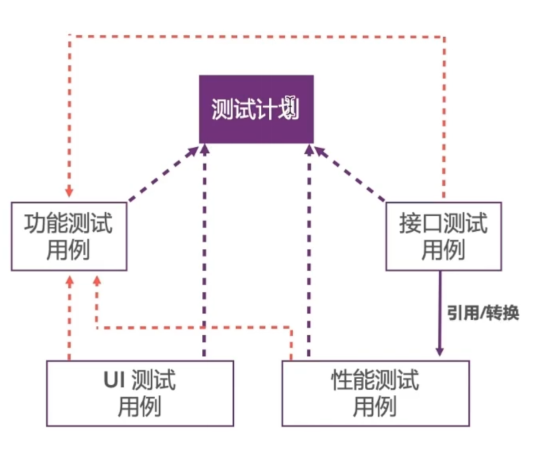 测试计划
功能测试
用例
接口测试
用例
引用/转换
UI 测试
用例
性能测试
用例